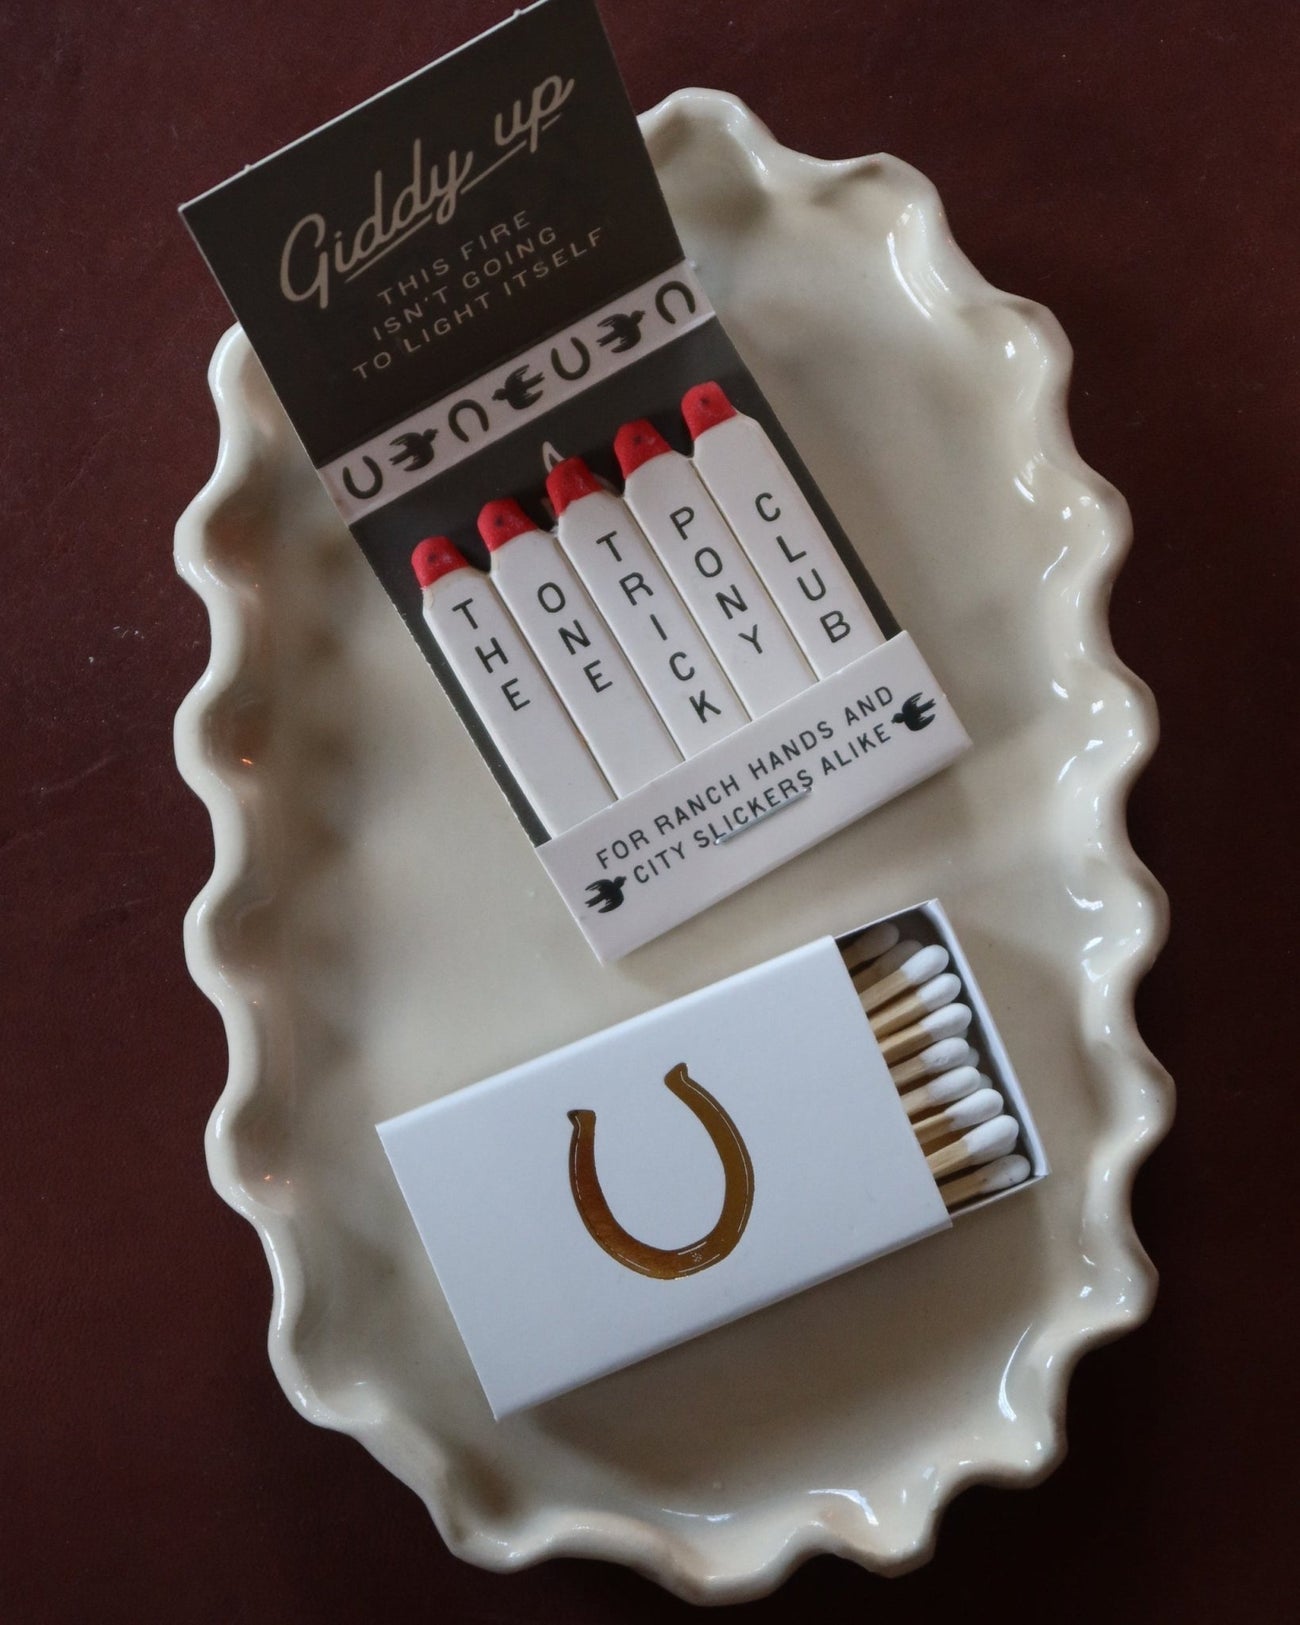 Giddy up
THIS FIRE
ISN'T GOING
TO LIGHT ITSELF
THE
ONE
TRICK
PONY
CLUB
FOR RANCH HANDS AND
CITY SLICKERS ALIKE